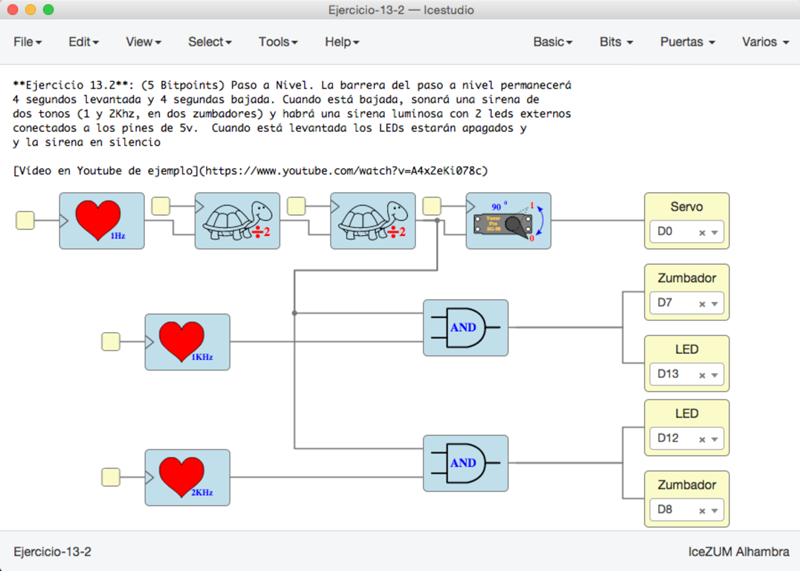 Ejercicio-13-2 — Icestudio
File Edit View Select Tools Help Basic Bits Puertas Varios
**Ejercicio 13.2**: (5 Bitpoints) Paso a Nivel. La barrera del paso a nivel permanecerá
4 segundos levantada y 4 segundas bajada. Cuando está bajada, sonará una sirena de
dos tonos (1 y 2Khz, en dos zumbadores) y habrá una sirena luminosa con 2 leds externos
conectados a los pines de 5v. Cuando está levantada los LEDs estarán apagados y
y la sirena en silencio
[Vídeo en Youtube de ejemplo](https://www.youtube.com/watch?v=A4x2eKi078c)
1Hz
÷2
÷2
90 °
1
0
Servo
D0
Zumbador
D7
1KHz
AND
LED
D13
LED
D12
2KHz
AND
Zumbador
D8
Ejercicio-13-2
IceZUM Alhambra